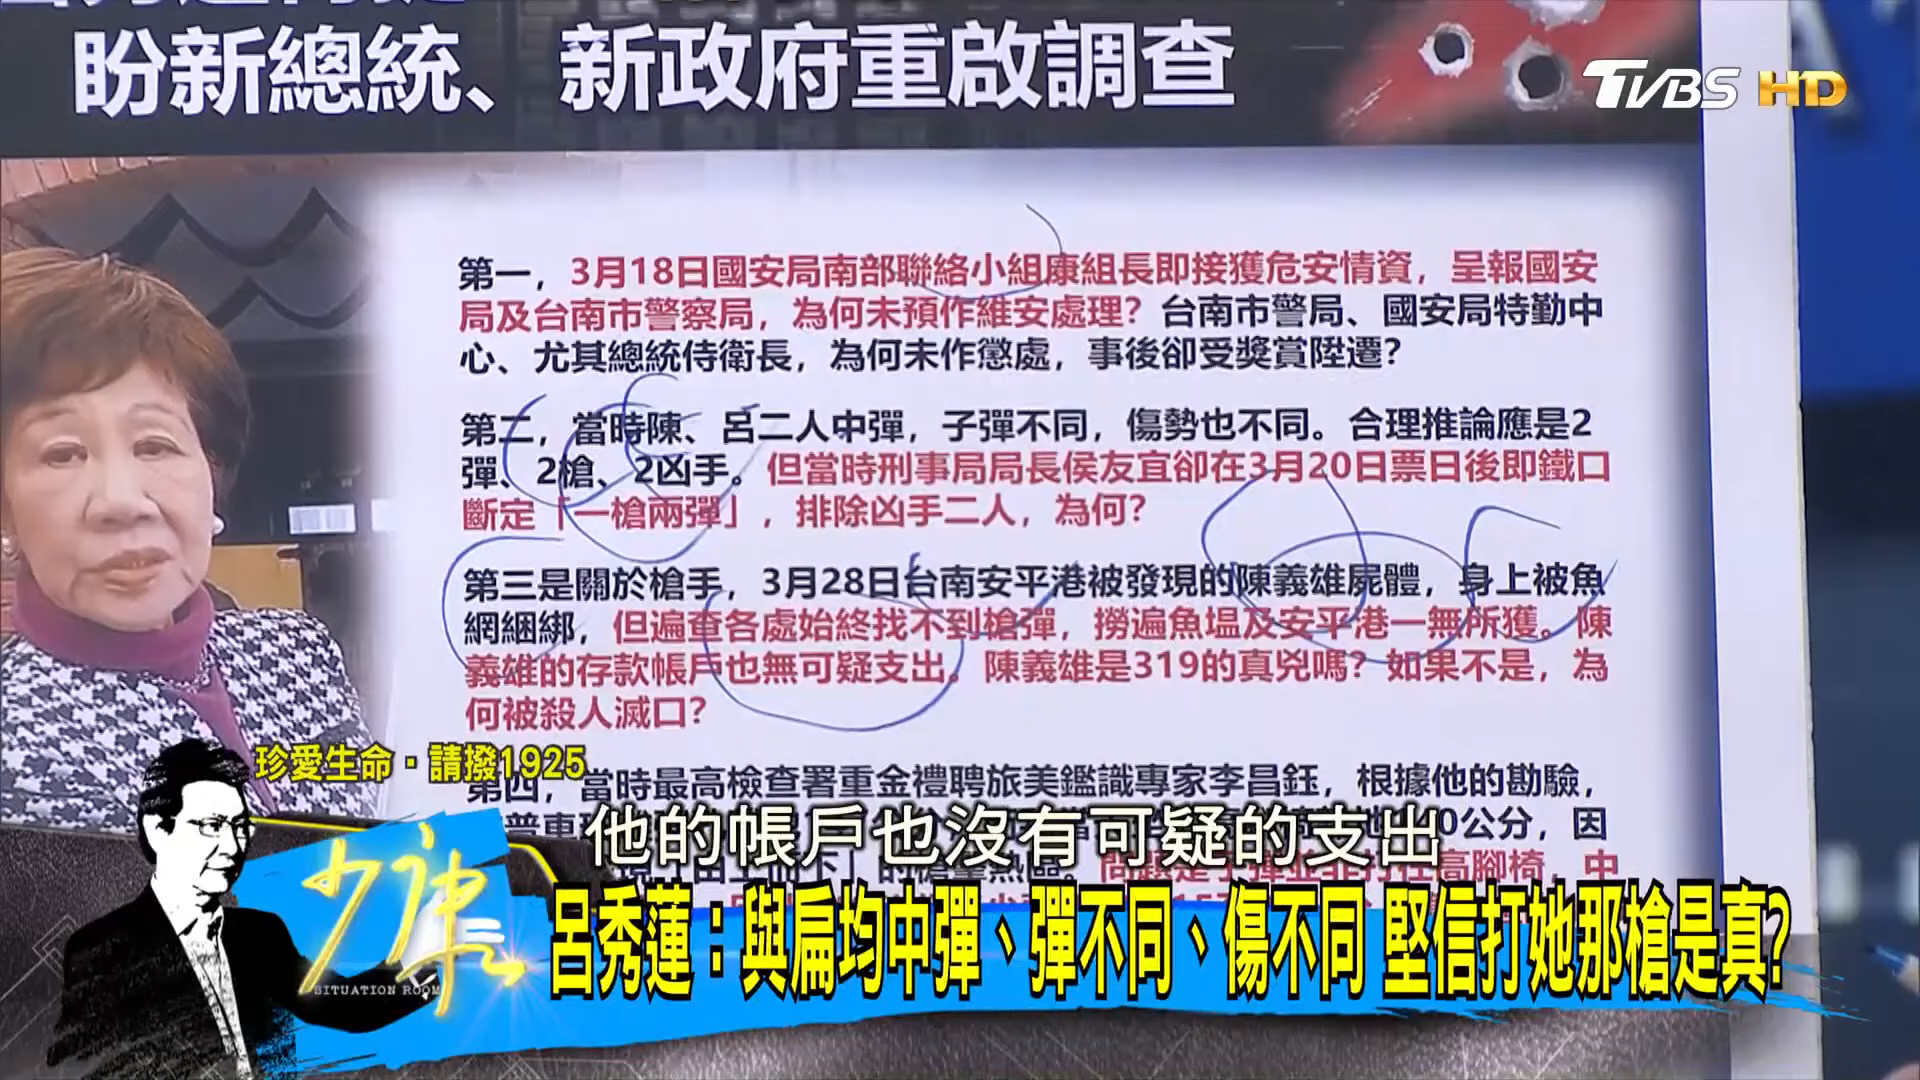 盼新總統、新政府重啟調查
TVBS HD
第一，3月18日國安局南部聯絡小組康組長即接獲危安情資，呈報國安
局及台南市警察局，為何未預作維安處理？台南市警局、國安局特勤中
心、尤其總統侍衛長，為何未作懲處，事後卻受獎賞陞遷？
第二，當時陳、呂二人中彈，子彈不同，傷勢也不同。合理推論應是2
彈、2槍、2凶手。但當時刑事局局長侯友宜卻在3月20日票日後即鐵口
斷定「一槍兩彈」，排除凶手二人，為何？
第三是關於槍手，3月28日台南安平港被發現的陳義雄屍體，身上被魚
網綑綁，但遍查各處始終找不到槍彈，撈遍魚塭及安平港一無所獲。陳
義雄的存款帳戶也無可疑支出。陳義雄是319的真兇嗎？如果不是，為
何被殺人滅口？
珍愛生命·請撥1925
第四，當時最高檢查署重金禮聘旅美鑑識專家李昌鈺，根據他的勘驗，
0公分，因
他的帳戶也沒有可疑的支出
高腳椅，中
少康
SITUATION ROOM
呂秀蓮：與扁均中彈、彈不同、傷不同 堅信打她那槍是真？